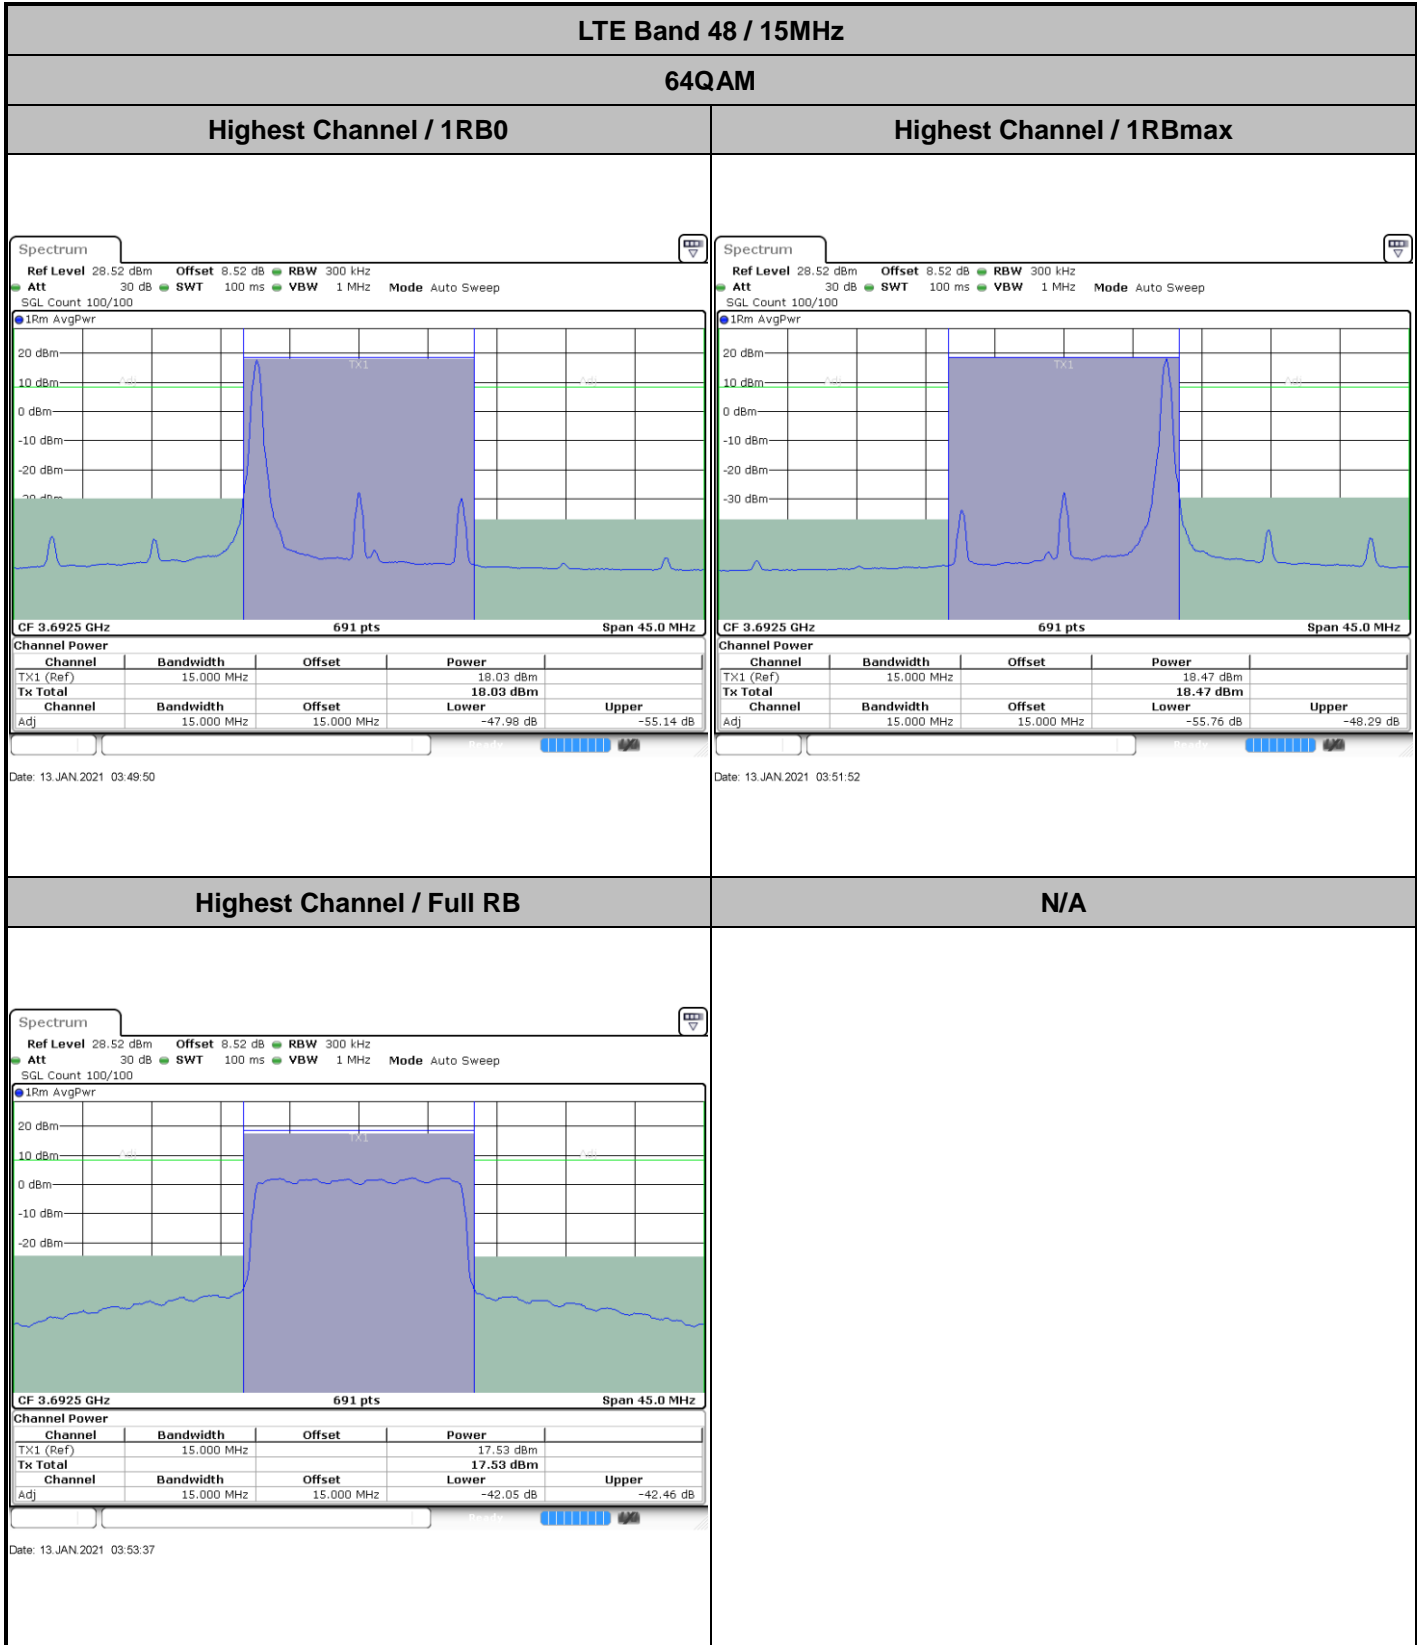 LTE Band 48 / 15MHz
64QAM
Highest Channel / 1RB0
Highest Channel / 1RBmax
Spectrum
Ref Level 28.52 dBm Offset 8.52 dB RBW 300 kHz
Att 30 dB SWT 100 ms VBW 1 MHz Mode Auto Sweep
SGL Count 100/100
1Rm AvgPwr
TX1
20 dBm
Adj
Adj
10 dBm
0 dBm
-10 dBm
-20 dBm
-30 dBm
CF 3.6925 GHz 691 pts Span 45.0 MHz
Channel Power
Channel Bandwidth Offset Power
TX1 (Ref) 15.000 MHz 18.03 dBm
Tx Total 18.03 dBm
Channel Bandwidth Offset Lower Upper
Adj 15.000 MHz 15.000 MHz -47.98 dB -55.14 dB
Ready
Date: 13.JAN.2021 03:49:50
Spectrum
Ref Level 28.52 dBm Offset 8.52 dB RBW 300 kHz
Att 30 dB SWT 100 ms VBW 1 MHz Mode Auto Sweep
SGL Count 100/100
1Rm AvgPwr
TX1
20 dBm
Adj
Adj
10 dBm
0 dBm
-10 dBm
-20 dBm
-30 dBm
CF 3.6925 GHz 691 pts Span 45.0 MHz
Channel Power
Channel Bandwidth Offset Power
TX1 (Ref) 15.000 MHz 18.47 dBm
Tx Total 18.47 dBm
Channel Bandwidth Offset Lower Upper
Adj 15.000 MHz 15.000 MHz -55.76 dB -48.29 dB
Ready
Date: 13.JAN.2021 03:51:52
Highest Channel / Full RB
N/A
Spectrum
Ref Level 28.52 dBm Offset 8.52 dB RBW 300 kHz
Att 30 dB SWT 100 ms VBW 1 MHz Mode Auto Sweep
SGL Count 100/100
1Rm AvgPwr
TX1
20 dBm
Adj
Adj
10 dBm
0 dBm
-10 dBm
-20 dBm
CF 3.6925 GHz 691 pts Span 45.0 MHz
Channel Power
Channel Bandwidth Offset Power
TX1 (Ref) 15.000 MHz 17.53 dBm
Tx Total 17.53 dBm
Channel Bandwidth Offset Lower Upper
Adj 15.000 MHz 15.000 MHz -42.05 dB -42.46 dB
Ready
Date: 13.JAN.2021 03:53:37